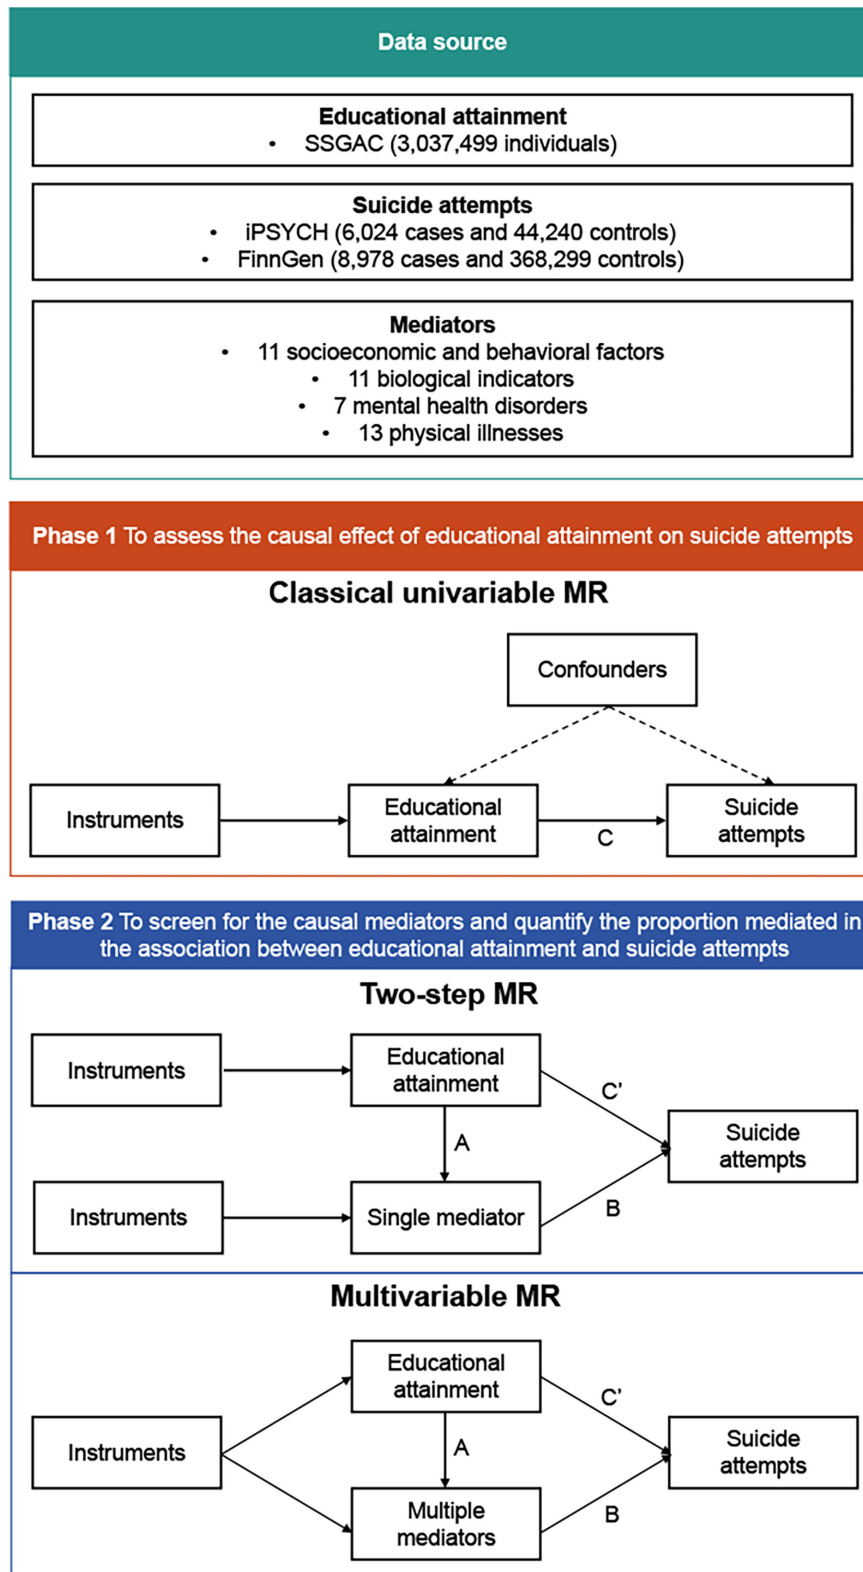 Data source
Educational attainment
• SSGAC (3,037,499 individuals)
Suicide attempts
• iPSYCH (6,024 cases and 44,240 controls)
• FinnGen (8,978 cases and 368,299 controls)
Mediators
• 11 socioeconomic and behavioral factors
• 11 biological indicators
• 7 mental health disorders
• 13 physical illnesses
Phase 1 To assess the causal effect of educational attainment on suicide attempts
Classical univariable MR
Confounders
Instruments
Educational
attainment
C
Suicide
attempts
Phase 2 To screen for the causal mediators and quantify the proportion mediated in
the association between educational attainment and suicide attempts
Two-step MR
Instruments
Educational
attainment
C'
A
Suicide
attempts
Instruments
Single mediator
B
Multivariable MR
Educational
attainment
C'
Instruments
A
Suicide
attempts
Multiple
mediators
B